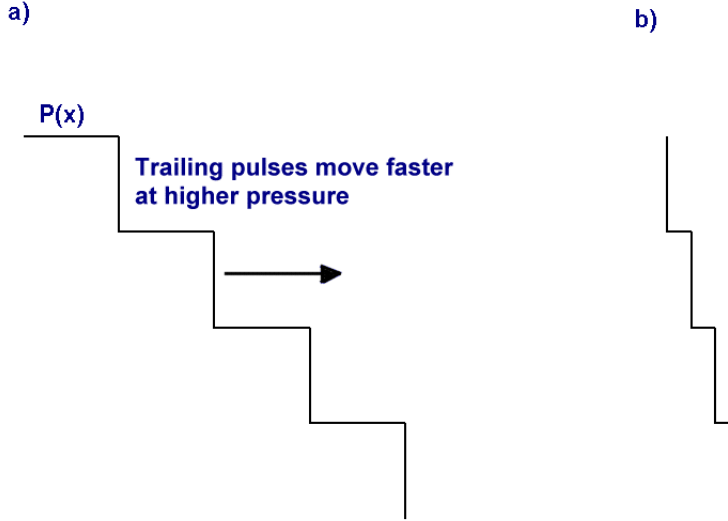 a)
b)
P(x)
Trailing pulses move faster
at higher pressure